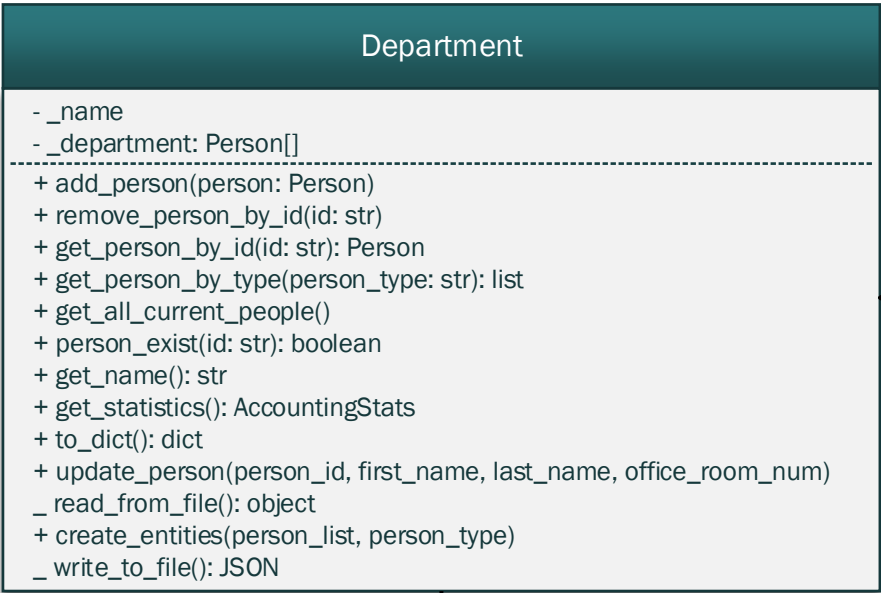 Department
- _name
- _department: Person[]
+ add_person(person: Person)
+ remove_person_by_id(id: str)
+ get_person_by_id(id: str): Person
+ get_person_by_type(person_type: str): list
+ get_all_current_people()
+ person_exist(id: str): boolean
+ get_name(): str
+ get_statistics(): AccountingStats
+ to_dict(): dict
+ update_person(person_id, first_name, last_name, office_room_num)
_ read_from_file(): object
+ create_entities(person_list, person_type)
_ write_to_file(): JSON